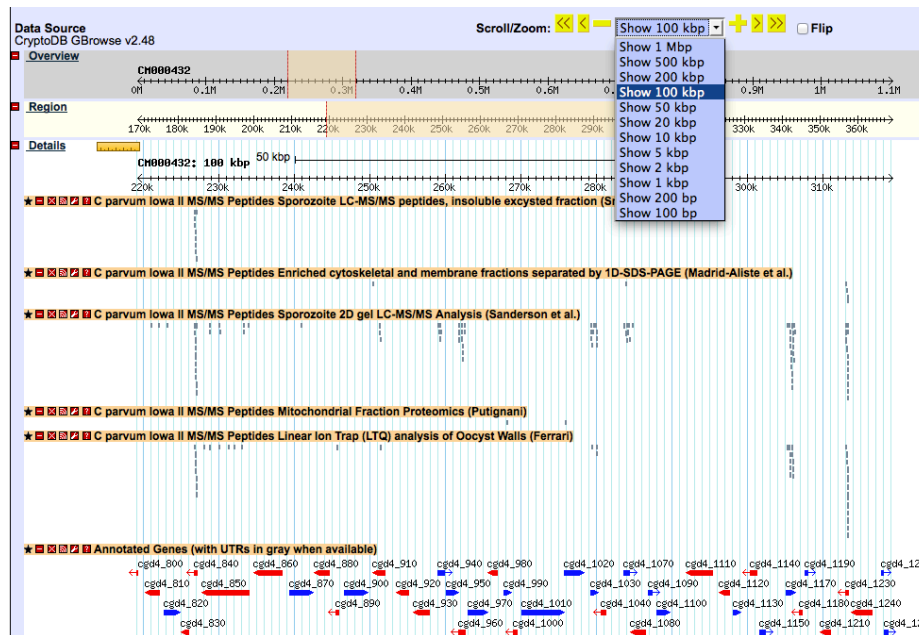 Data Source
CryptoDB GBrowse v2.48
Scroll/Zoom: << < Show 100 kbp > >> Flip
Show 1 Mbp
Show 500 kbp
Show 200 kbp
Show 100 kbp
Show 50 kbp
Show 20 kbp
Show 10 kbp
Show 5 kbp
Show 2 kbp
Show 1 kbp
Show 200 bp
Show 100 bp
Overview
CM000432
0M 0.1M 0.2M 0.3M 0.4M 0.5M 0.9M 1M 1.1M
Region
170k 180k 190k 200k 210k 220k 230k 240k 250k 260k 270k 280k 290k 330k 340k 350k 360k
Details
CM000432: 100 kbp 50 kbp
220k 230k 240k 250k 260k 270k 280k 300k 310k
C parvum Iowa II MS/MS Peptides Sporozoite LC-MS/MS peptides, insoluble excysted fraction
C parvum Iowa II MS/MS Peptides Enriched cytoskeletal and membrane fractions separated by 1D-SDS-PAGE (Madrid-Aliste et al.)
C parvum Iowa II MS/MS Peptides Sporozoite 2D gel LC-MS/MS Analysis (Sanderson et al.)
C parvum Iowa II MS/MS Peptides Mitochondrial Fraction Proteomics (Putignani)
C parvum Iowa II MS/MS Peptides Linear Ion Trap (LTQ) analysis of Oocyst Walls (Ferrari)
Annotated Genes (with UTRs in gray when available)
cgd4_800 cgd4_840 cgd4_860 cgd4_880 cgd4_910 cgd4_940 cgd4_980 cgd4_1020 cgd4_1070 cgd4_1110 cgd4_1140 cgd4_1190 cgd4_12
cgd4_810 cgd4_850 cgd4_870 cgd4_900 cgd4_920 cgd4_950 cgd4_990 cgd4_1030 cgd4_1090 cgd4_1120 cgd4_1170 cgd4_1230
cgd4_820 cgd4_890 cgd4_930 cgd4_970 cgd4_1010 cgd4_1040 cgd4_1100 cgd4_1130 cgd4_1180 cgd4_1240
cgd4_830 cgd4_960 cgd4_1000 cgd4_1080 cgd4_1150 cgd4_1210 cgd4_12